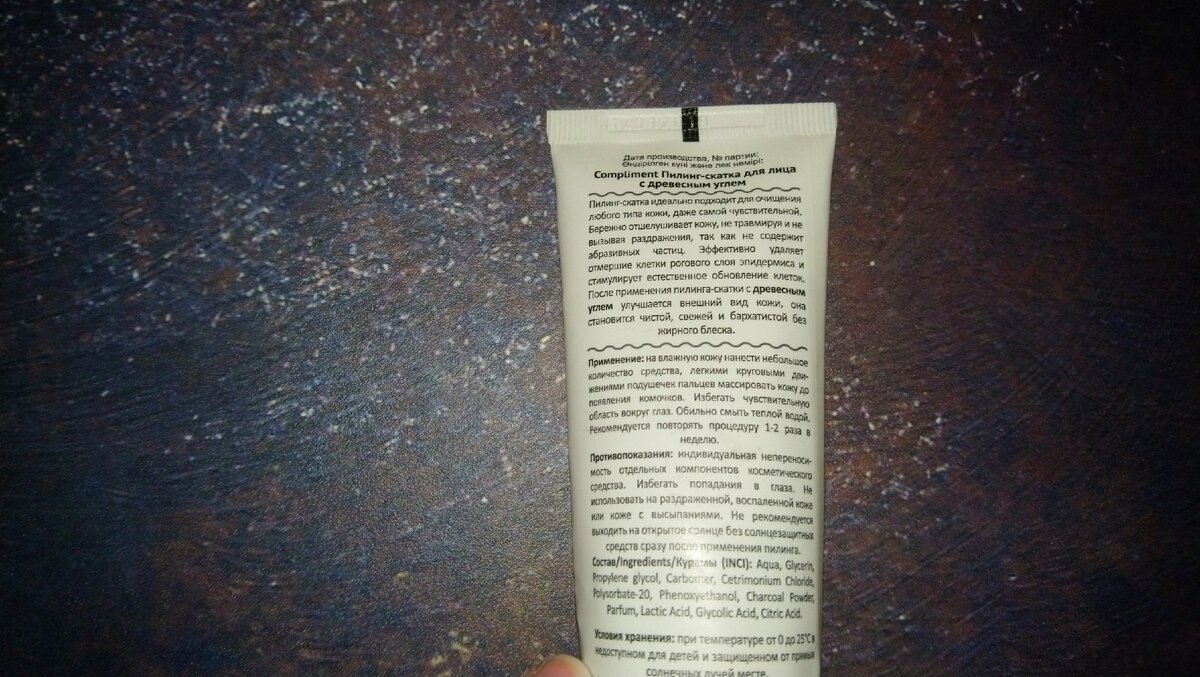 Дата производства, № партии:
Өндірілген күні және лек нөмірі:
Compliment Пилинг-скатка для лица
с древесным углем
Пилинг-скатка идеально подходит для очищения
любого типа кожи, даже самой чувствительной.
Бережно отшелушивает кожу, не травмируя и не
вызывая раздражения, так как не содержит
абразивных частиц. Эффективно удаляет
отмершие клетки рогового слоя эпидермиса и
стимулирует естественное обновление клеток.
После применения пилинга-скатки с древесным
углем улучшается внешний вид кожи, она
становится чистой, свежей и бархатистой без
жирного блеска.
Применение: на влажную кожу нанести небольшое
количество средства, легкими круговыми дви-
жениями подушечек пальцев массировать кожу до
появления комочков. Избегать чувствительную
область вокруг глаз. Обильно смыть теплой водой.
Рекомендуется повторять процедуру 1-2 раза в
неделю.
Противопоказания: индивидуальная непереноси-
мость отдельных компонентов косметического
средства. Избегать попадания в глаза. Не
использовать на раздраженной, воспаленной коже
или коже с высыпаниями. Не рекомендуется
выходить на открытое солнце без солнцезащитных
средств сразу после применения пилинга.
Состав/Ingredients/Курамы (INCI): Aqua, Glycerin,
Propylene glycol, Carbomer, Cetrimonium Chloride,
Polysorbate-20, Phenoxyethanol, Charcoal Powder,
Parfum, Lactic Acid, Glycolic Acid, Citric Acid.
Условия хранения: при температуре от 0 до 25°С в
недоступном для детей и защищенном от прямых
солнечных лучей месте.